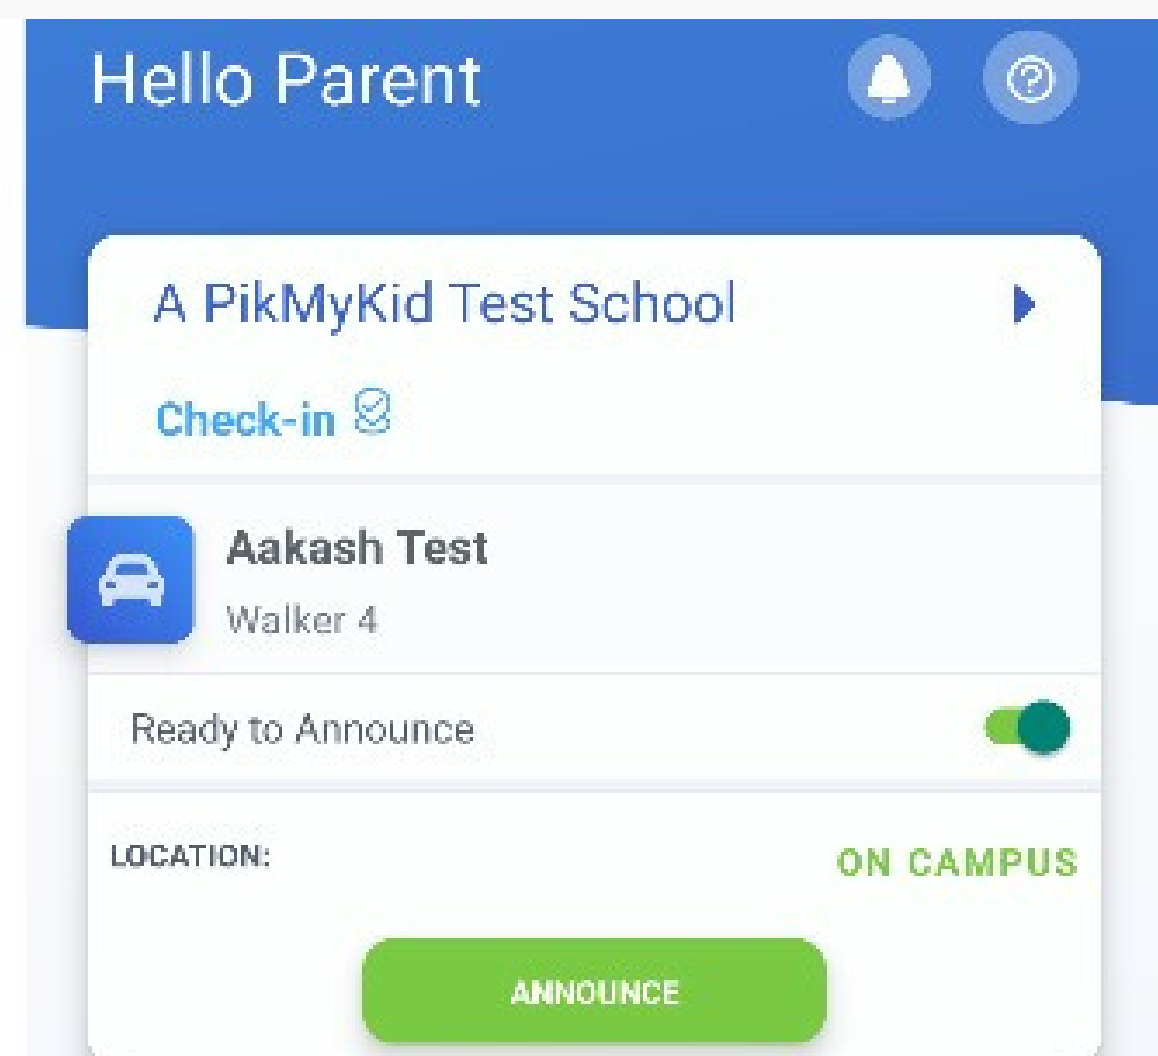 Hello Parent
A PikMyKid Test School
Check-in
Aakash Test
Walker 4
Ready to Announce
LOCATION: ON CAMPUS
ANNOUNCE